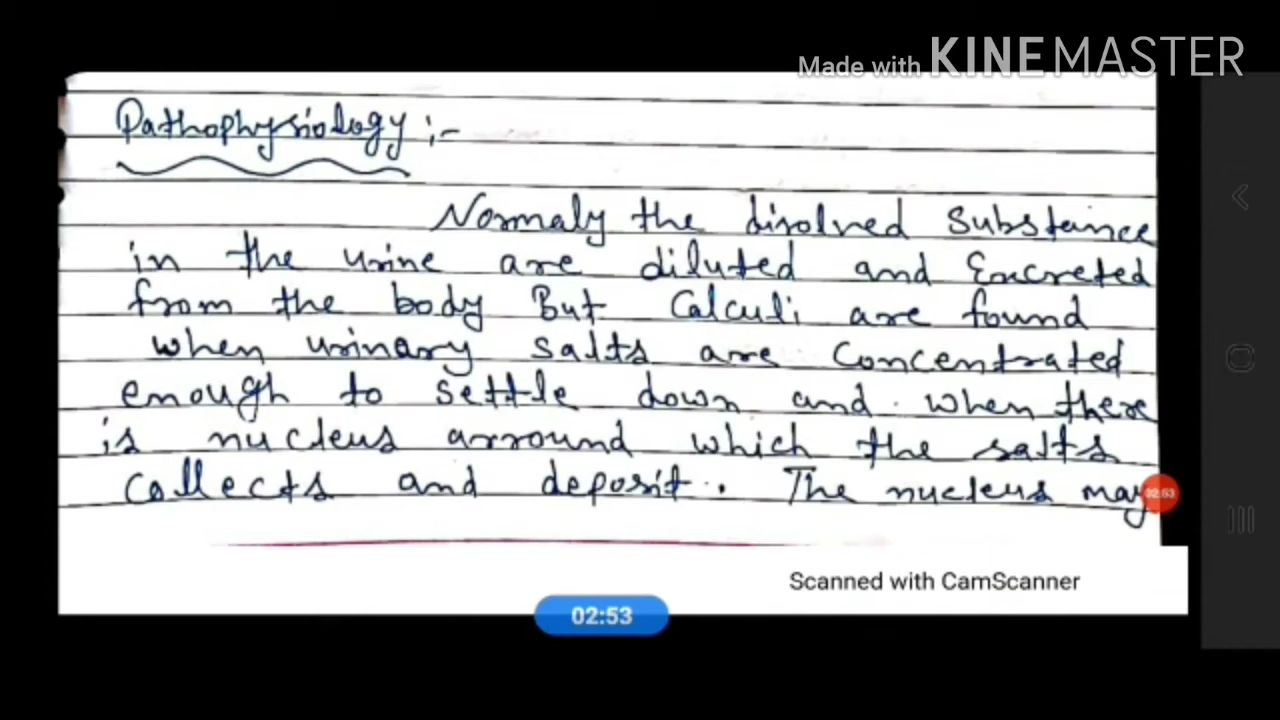 Made with KINEMASTER
Pathophysiology :-
Normaly the disolved Substance
in the urine are diluted and Excreted
from the body But Calculi are found
when urinary salts are concentrated
enough to settle down and when there
is nucleus arround which the salts
collects and deposit. The nucleus may
02:53
Scanned with CamScanner
02:53